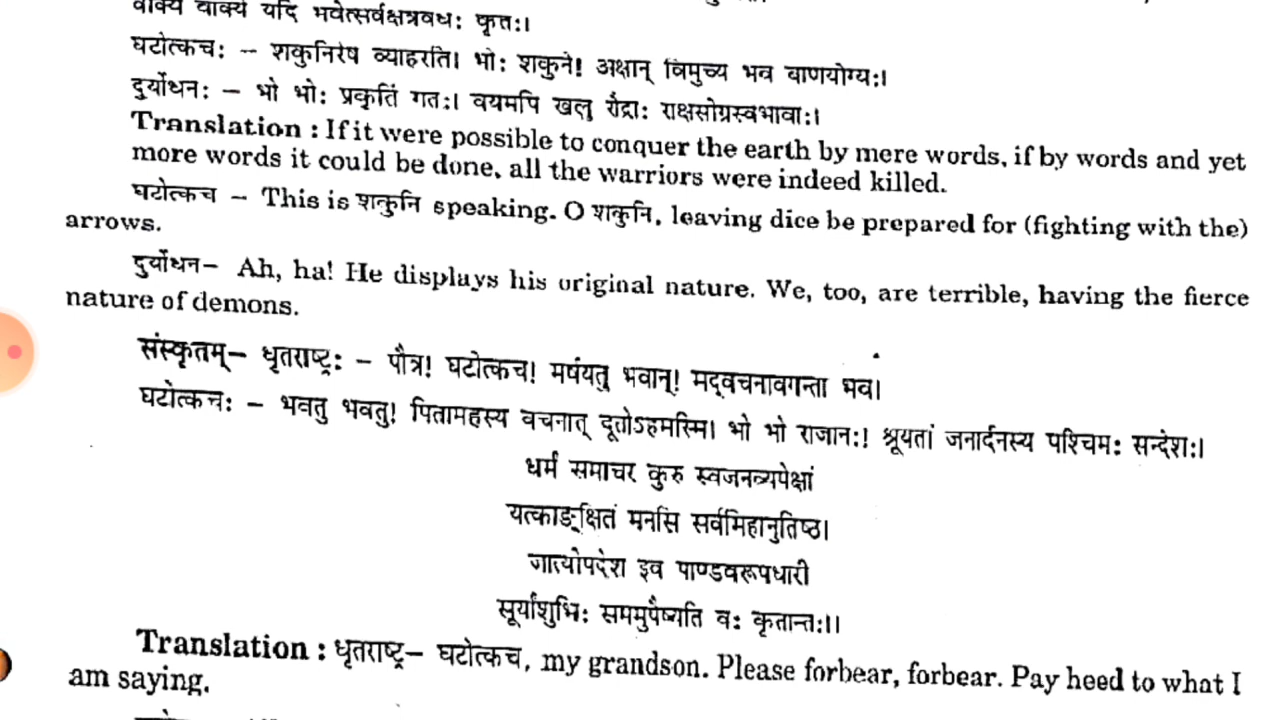 वाक्ये वाक्ये यदि भवेत्सर्वक्षत्रवधः कृतः।
घटोत्कचः – शकुनिरेष व्याहरति। भोः शकुने! अक्षान् विमुच्य भव बाणयोग्यः।
दुर्योधनः – भो भोः प्रकृतिं गतः। वयमपि खलु रौद्राः राक्षसोग्रस्वभावाः।
Translation : If it were possible to conquer the earth by mere words, if by words and yet
more words it could be done, all the warriors were indeed killed.
घटोत्कच – This is शकुनि speaking. O शकुनि, leaving dice be prepared for (fighting with the)
arrows.
दुर्योधन– Ah, ha! He displays his original nature. We, too, are terrible, having the fierce
nature of demons.
संस्कृतम्– धृतराष्ट्रः – पौत्र! घटोत्कच! मर्षयतु भवान्! मद्वचनावगन्ता भव।
घटोत्कचः – भवतु भवतु! पितामहस्य वचनात् दूतोऽहमस्मि। भो भो राजानः! श्रूयतां जनार्दनस्य पश्चिमः सन्देशः।
धर्मं समाचर कुरु स्वजनव्यपेक्षां
यत्काङ्क्षितं मनसि सर्वमिहानुतिष्ठ।
जात्योपदेश इव पाण्डवरूपधारी
सूर्यांशुभिः सममुपैष्यति वः कृतान्तः।।
Translation : धृतराष्ट्र– घटोत्कच, my grandson. Please forbear, forbear. Pay heed to what I
am saying.